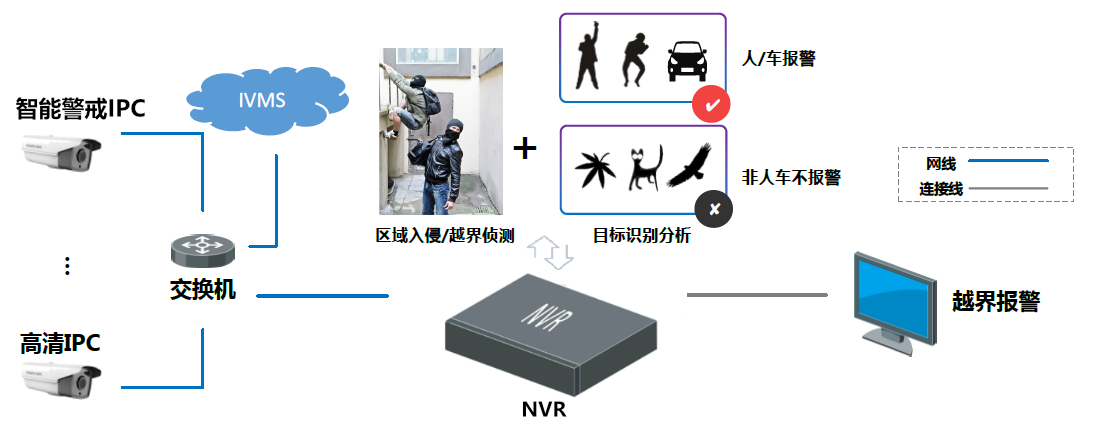 智能警戒IPC
IVMS
人/车报警
非人车不报警
网线
连接线
区域入侵/越界侦测
目标识别分析
交换机
⋮
NVR
越界报警
高清IPC
NVR